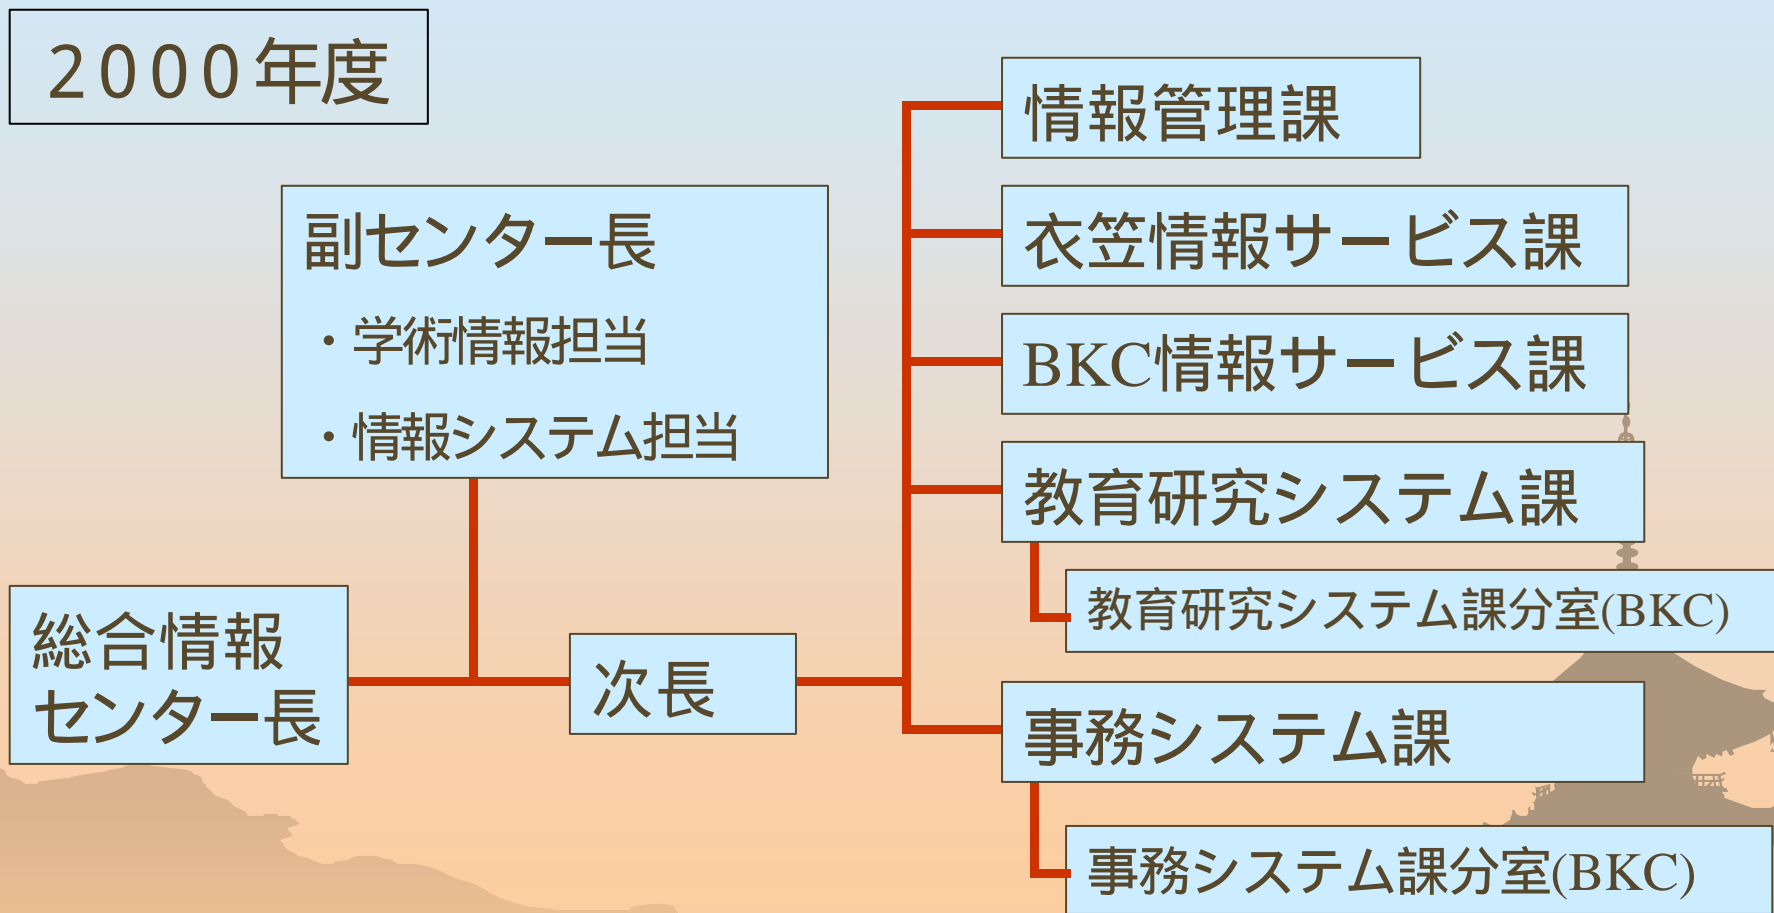 ２０００年度
情報管理課
副センター長
・学術情報担当
・情報システム担当
衣笠情報サービス課
BKC情報サービス課
教育研究システム課
教育研究システム課分室(BKC)
総合情報
センター長
次長
事務システム課
事務システム課分室(BKC)